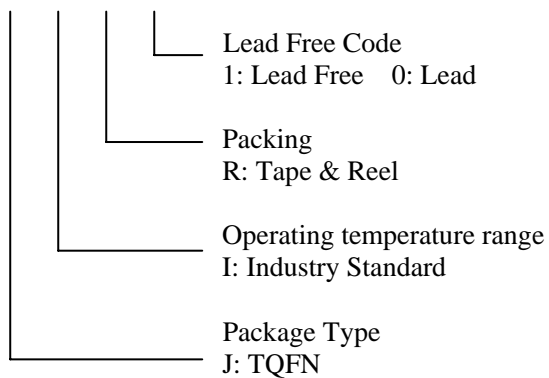 Lead Free Code
1: Lead Free 0: Lead
Packing
R: Tape & Reel
Operating temperature range
I: Industry Standard
Package Type
J: TQFN